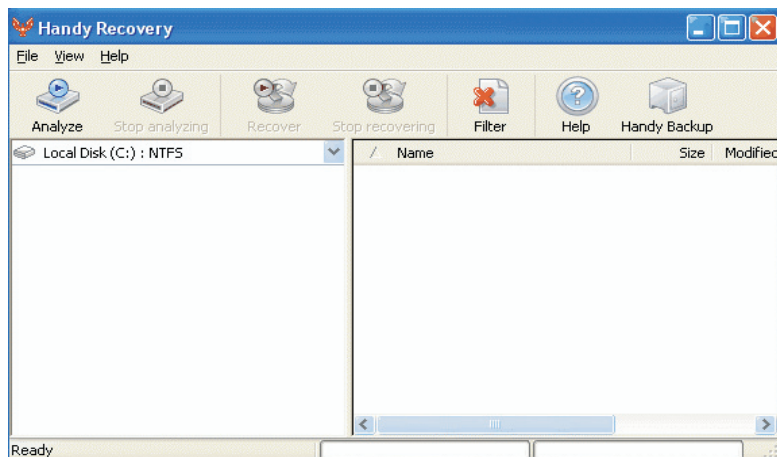 Handy Recovery
File View Help
Analyze Stop analyzing Recover Stop recovering Filter Help Handy Backup
Local Disk (C:) : NTFS Name Size Modified
Ready